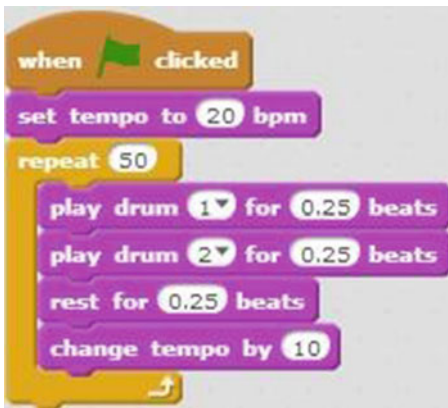 when clicked
set tempo to 20 bpm
repeat 50
play drum 1 for 0.25 beats
play drum 2 for 0.25 beats
rest for 0.25 beats
change tempo by 10